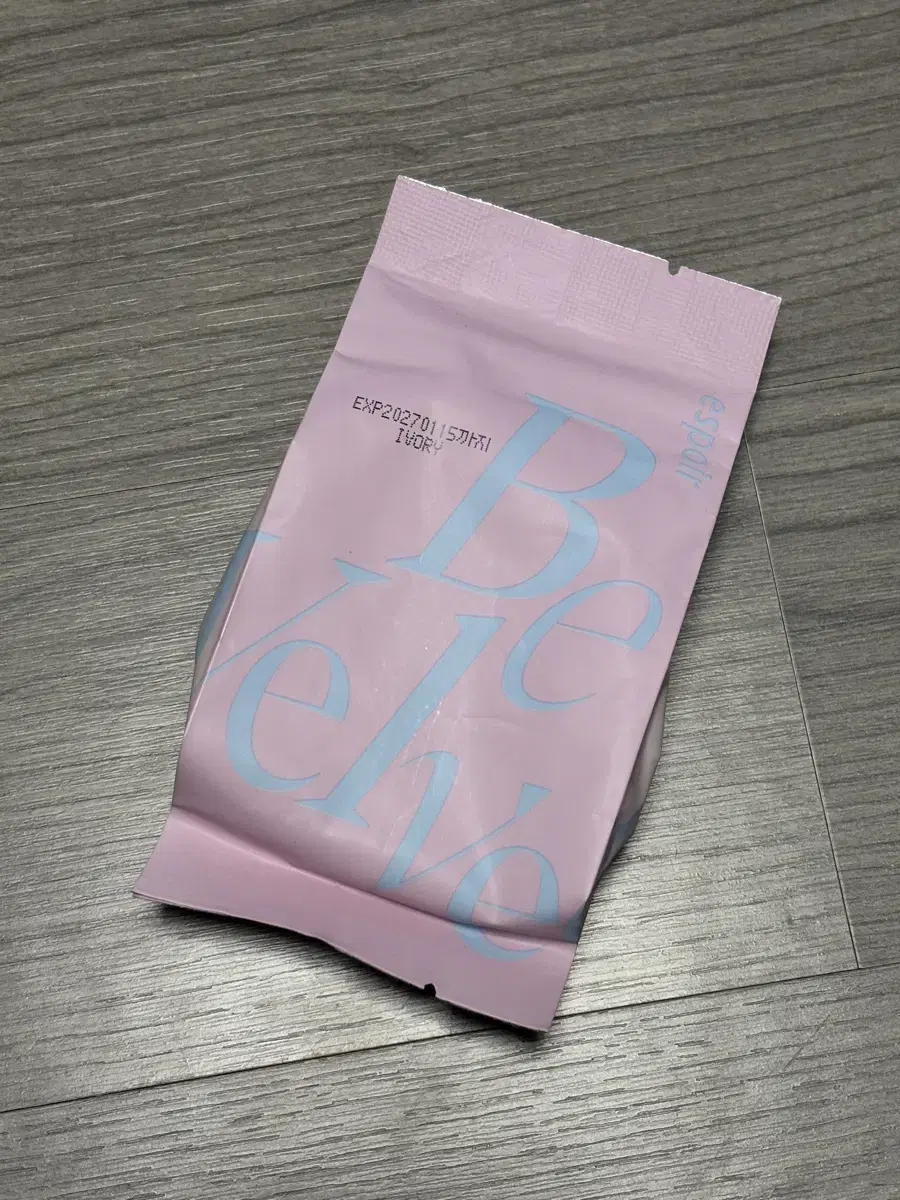 EXP20270115까지
IVORY
espoir
Be
Velve